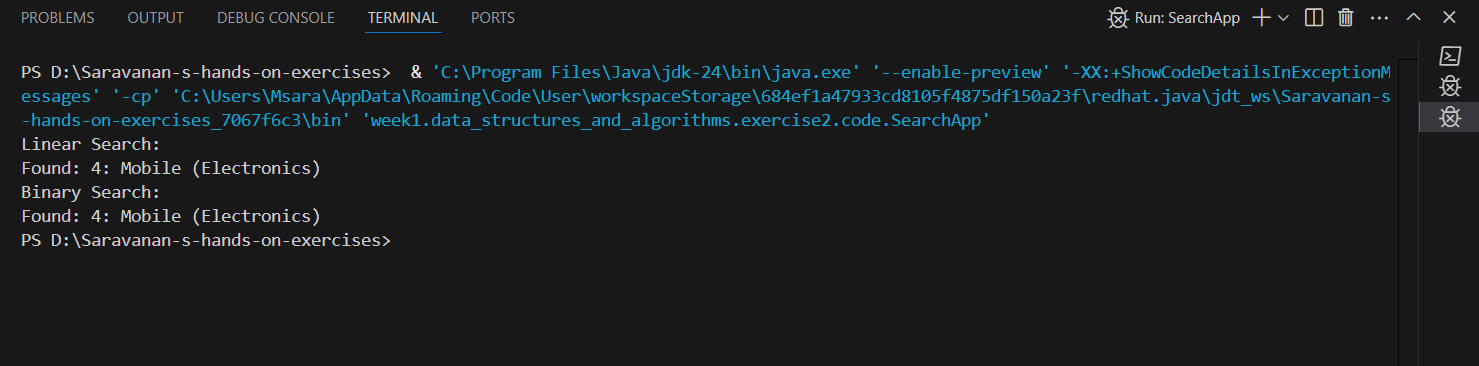 PROBLEMS OUTPUT DEBUG CONSOLE TERMINAL PORTS Run: SearchApp
PS D:\Saravanan-s-hands-on-exercises>  & 'C:\Program Files\Java\jdk-24\bin\java.exe' '--enable-preview' '-XX:+ShowCodeDetailsInExceptionM
essages' '-cp' 'C:\Users\Msara\AppData\Roaming\Code\User\workspaceStorage\684ef1a47933cd8105f4875df150a23f\redhat.java\jdt_ws\Saravanan-s
-hands-on-exercises_7067f6c3\bin' 'week1.data_structures_and_algorithms.exercise2.code.SearchApp'
Linear Search:
Found: 4: Mobile (Electronics)
Binary Search:
Found: 4: Mobile (Electronics)
PS D:\Saravanan-s-hands-on-exercises>